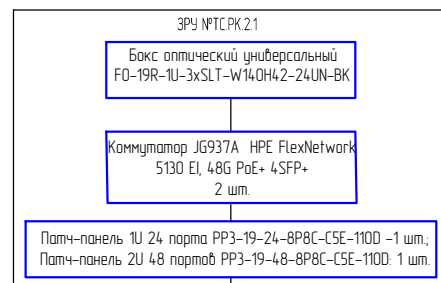 ЗРУ №ТС.РК.2.1
Бокс оптический универсальный
FO-19R-1U-3xSLT-W140H42-24UN-BK
Коммутатор JG937A HPE FlexNetwork
5130 EI, 48G PoE+ 4SFP+
2 шт.
Патч-панель 1U 24 порта PP3-19-24-8P8C-C5E-110D -1 шт.;
Патч-панель 2U 48 портов PP3-19-48-8P8C-C5E-110D: 1 шт.